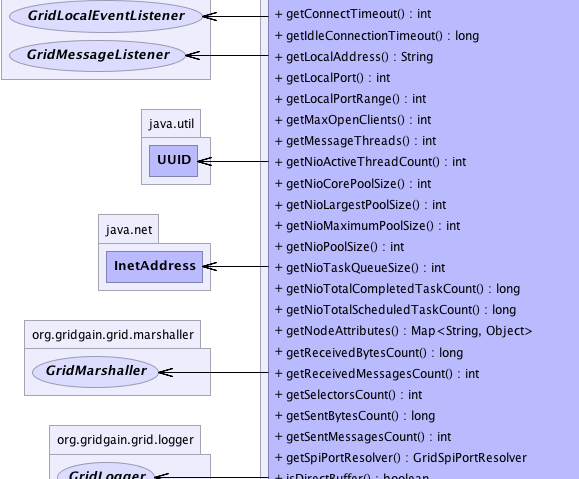 GridLocalEventListener
GridMessageListener
java.util
UUID
java.net
InetAddress
org.gridgain.grid.marshaller
GridMarshaller
org.gridgain.grid.logger
GridLogger
+ getConnectTimeout() : int
+ getIdleConnectionTimeout() : long
+ getLocalAddress() : String
+ getLocalPort() : int
+ getLocalPortRange() : int
+ getMaxOpenClients() : int
+ getMessageThreads() : int
+ getNioActiveThreadCount() : int
+ getNioCorePoolSize() : int
+ getNioLargestPoolSize() : int
+ getNioMaximumPoolSize() : int
+ getNioPoolSize() : int
+ getNioTaskQueueSize() : int
+ getNioTotalCompletedTaskCount() : long
+ getNioTotalScheduledTaskCount() : long
+ getNodeAttributes() : Map<String, Object>
+ getReceivedBytesCount() : long
+ getReceivedMessagesCount() : int
+ getSelectorsCount() : int
+ getSentBytesCount() : long
+ getSentMessagesCount() : int
+ getSpiPortResolver() : GridSpiPortResolver
+ isDirectBuffer() : boolean